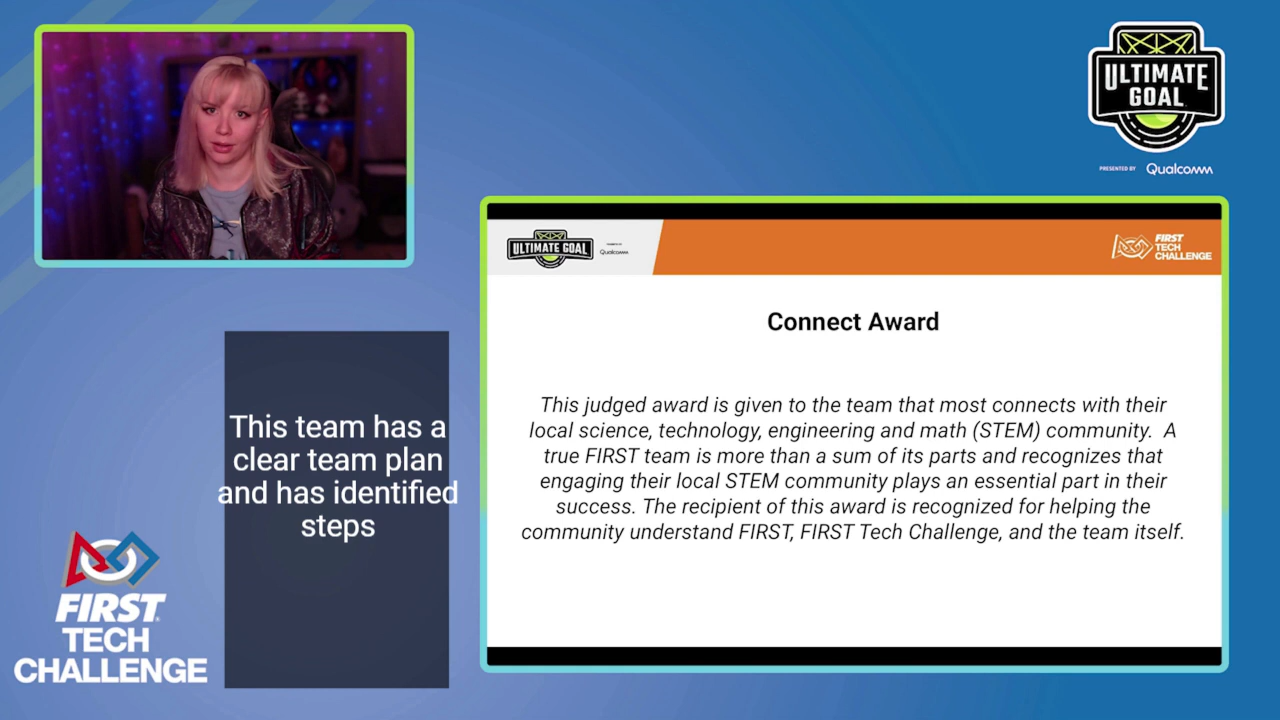 ULTIMATE
GOAL
PRESENTED BY Qualcomm
ULTIMATE GOAL
Qualcomm
FIRST
TECH
CHALLENGE
Connect Award
This judged award is given to the team that most connects with their
local science, technology, engineering and math (STEM) community. A
true FIRST team is more than a sum of its parts and recognizes that
engaging their local STEM community plays an essential part in their
success. The recipient of this award is recognized for helping the
community understand FIRST, FIRST Tech Challenge, and the team itself.
This team has a
clear team plan
and has identified
steps
FIRST
TECH
CHALLENGE